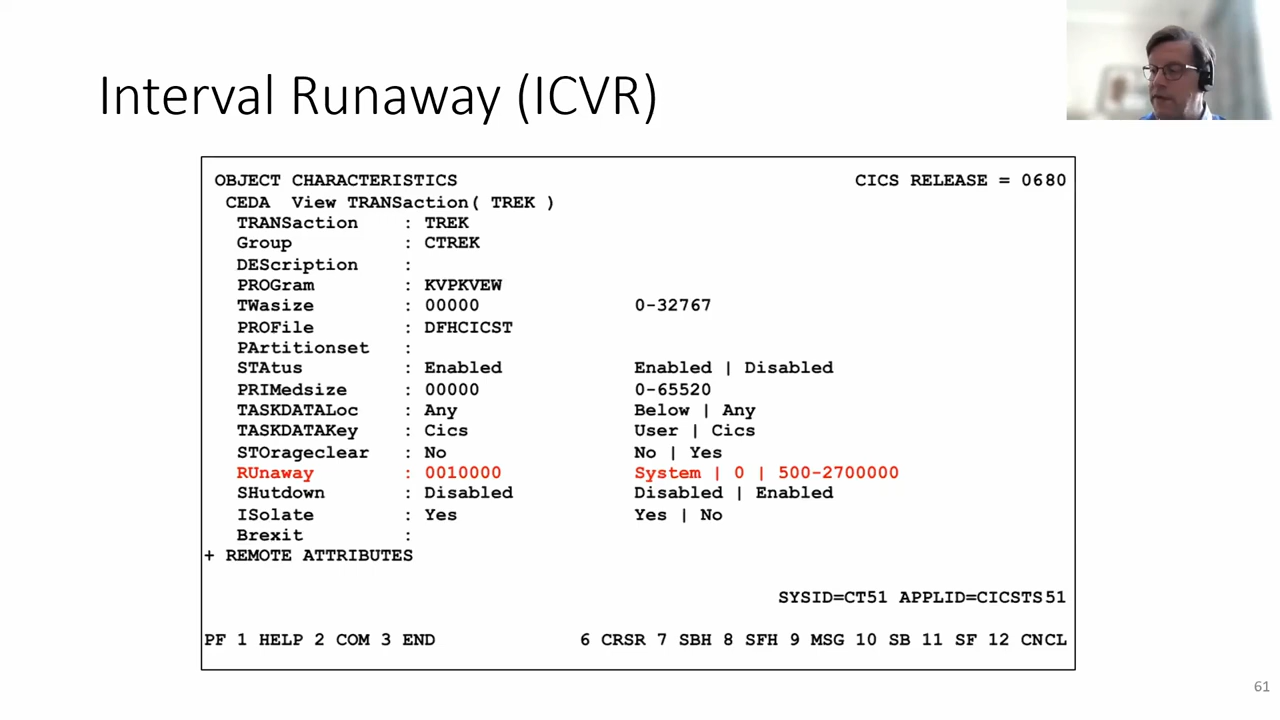 Interval Runaway (ICVR)
OBJECT CHARACTERISTICS CICS RELEASE = 0680
CEDA View TRANSaction( TREK )
TRANSaction : TREK
Group : CTREK
DEScription :
PROGram : KVPKVEW
TWasize : 00000 0-32767
PROFile : DFHCICST
PArtitionset :
STAtus : Enabled Enabled | Disabled
PRIMedsize : 00000 0-65520
TASKDATALoc : Any Below | Any
TASKDATAKey : Cics User | Cics
STOrageclear : No No | Yes
RUnaway : 0010000 System | 0 | 500-2700000
SHutdown : Disabled Disabled | Enabled
ISolate : Yes Yes | No
Brexit :
+ REMOTE ATTRIBUTES
SYSID=CT51 APPLID=CICSTS51
PF 1 HELP 2 COM 3 END 6 CRSR 7 SBH 8 SFH 9 MSG 10 SB 11 SF 12 CNCL
61